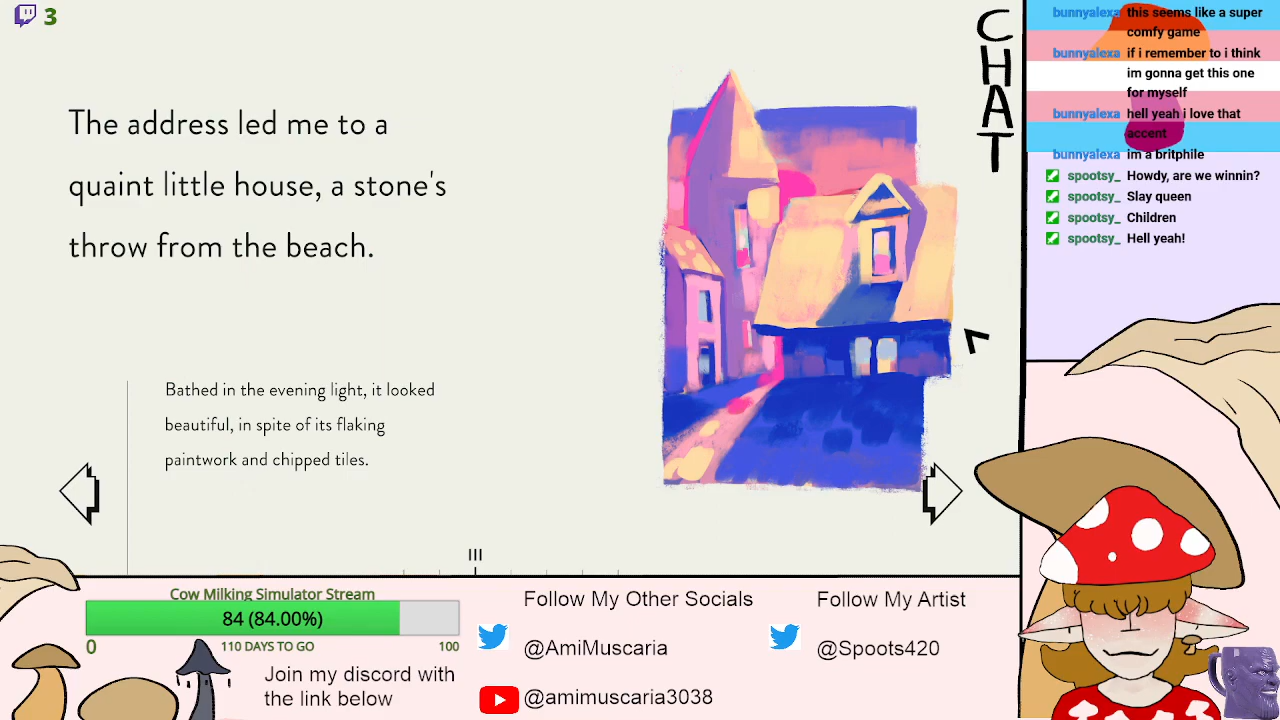 3
The address led me to a
quaint little house, a stone's
throw from the beach.
Bathed in the evening light, it looked
beautiful, in spite of its flaking
paintwork and chipped tiles.
III
CHAT
bunnyalexa this seems like a super
comfy game
bunnyalexa if i remember to i think
im gonna get this one
for myself
bunnyalexa hell yeah i love that
accent
bunnyalexa im a britphile
spootsy_ Howdy, are we winnin?
spootsy_ Slay queen
spootsy_ Children
spootsy_ Hell yeah!
Cow Milking Simulator Stream
84 (84.00%)
0 110 DAYS TO GO 100
Join my discord with
the link below
Follow My Other Socials
@AmiMuscaria
@amimuscaria3038
Follow My Artist
@Spoots420